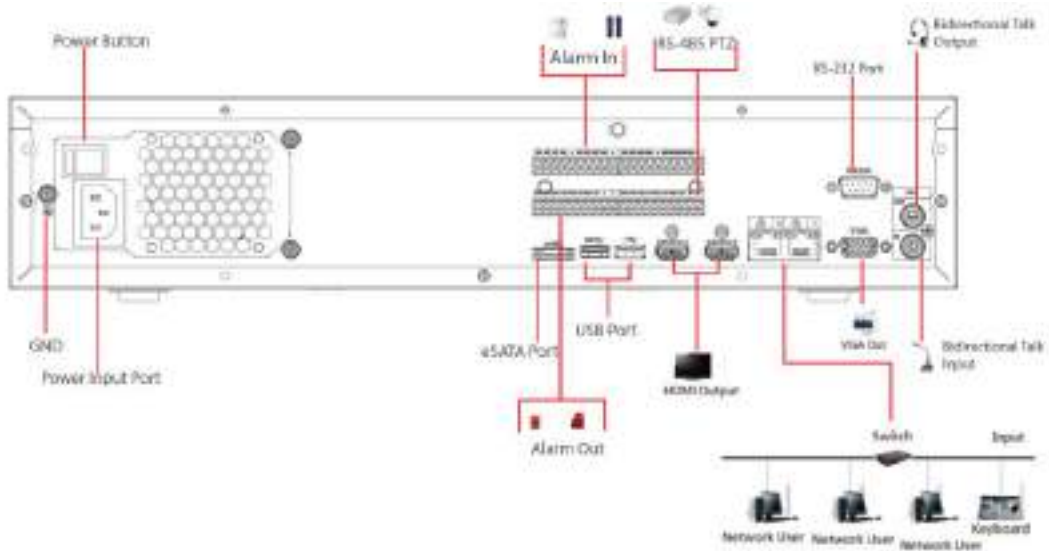 Power Button
Alarm In
RS-485 PTZ
Bidirectional Talk
Output
RS-232 Port
VGA
GND
Power Input Port
eSATA Port
USB Port
HDMI Output
VGA Out
Bidirectional Talk
Input
Alarm Out
Switch
Input
Network User
Network User
Network User
Keyboard